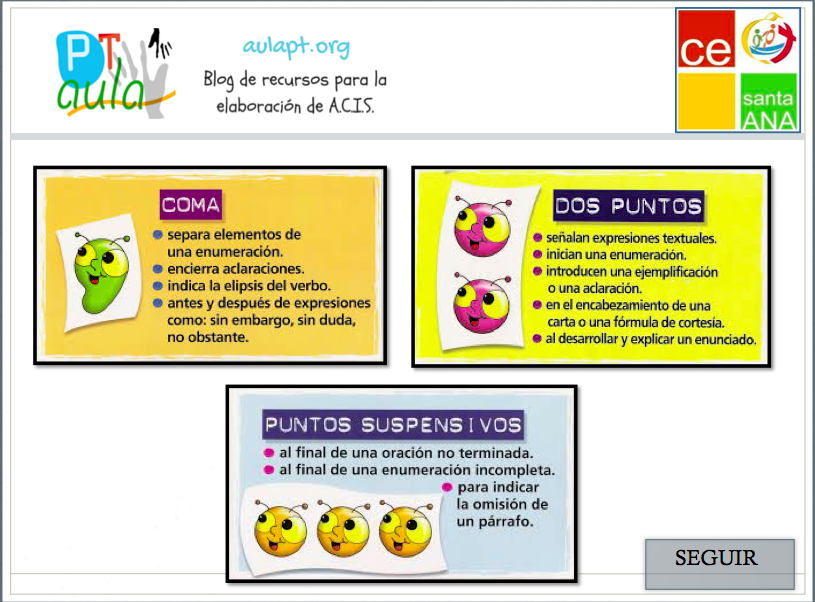 PT
aula
aulapt.org
Blog de recursos para la
elaboración de A.C.I.S.
ce
santa
ANA
COMA
separa elementos de
una enumeración.
encierra aclaraciones.
indica la elipsis del verbo.
antes y después de expresiones
como: sin embargo, sin duda,
no obstante.
DOS PUNTOS
señalan expresiones textuales.
inician una enumeración.
introducen una ejemplificación
o una aclaración.
en el encabezamiento de una
carta o una fórmula de cortesía.
al desarrollar y explicar un enunciado.
PUNTOS SUSPENSIVOS
al final de una oración no terminada.
al final de una enumeración incompleta.
para indicar
la omisión de
un párrafo.
SEGUIR